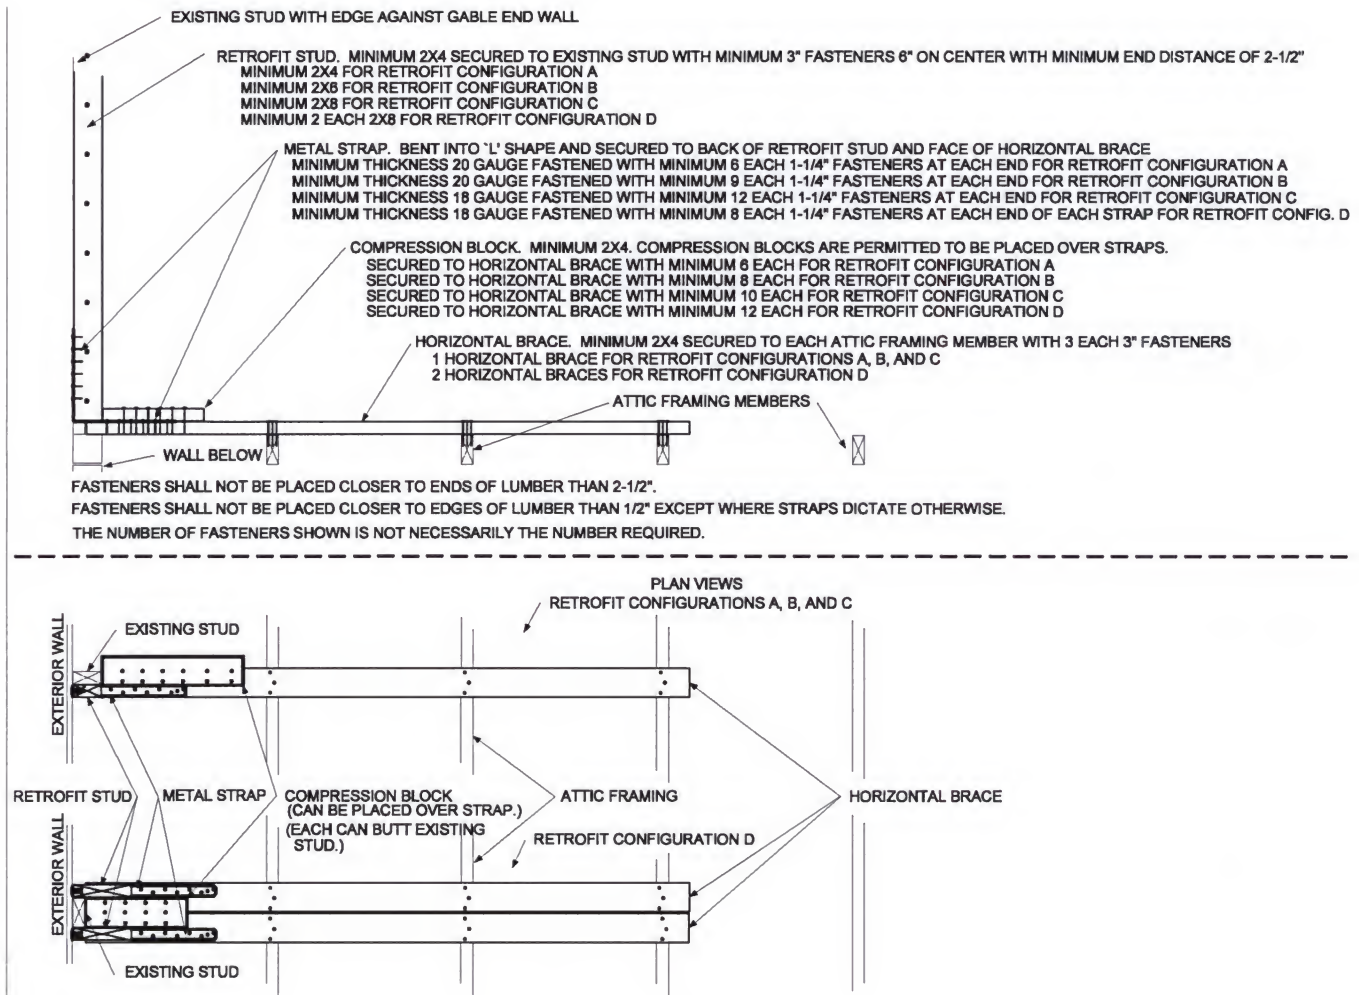 EXISTING STUD WITH EDGE AGAINST GABLE END WALL
RETROFIT STUD. MINIMUM 2X4 SECURED TO EXISTING STUD WITH MINIMUM 3" FASTENERS 6" ON CENTER WITH MINIMUM END DISTANCE OF 2-1/2"
MINIMUM 2X4 FOR RETROFIT CONFIGURATION A
MINIMUM 2X6 FOR RETROFIT CONFIGURATION B
MINIMUM 2X8 FOR RETROFIT CONFIGURATION C
MINIMUM 2 EACH 2X8 FOR RETROFIT CONFIGURATION D
METAL STRAP. BENT INTO `L' SHAPE AND SECURED TO BACK OF RETROFIT STUD AND FACE OF HORIZONTAL BRACE
MINIMUM THICKNESS 20 GAUGE FASTENED WITH MINIMUM 6 EACH 1-1/4" FASTENERS AT EACH END FOR RETROFIT CONFIGURATION A
MINIMUM THICKNESS 20 GAUGE FASTENED WITH MINIMUM 9 EACH 1-1/4" FASTENERS AT EACH END FOR RETROFIT CONFIGURATION B
MINIMUM THICKNESS 18 GAUGE FASTENED WITH MINIMUM 12 EACH 1-1/4" FASTENERS AT EACH END FOR RETROFIT CONFIGURATION C
MINIMUM THICKNESS 18 GAUGE FASTENED WITH MINIMUM 8 EACH 1-1/4" FASTENERS AT EACH END OF EACH STRAP FOR RETROFIT CONFIG. D
COMPRESSION BLOCK. MINIMUM 2X4. COMPRESSION BLOCKS ARE PERMITTED TO BE PLACED OVER STRAPS.
SECURED TO HORIZONTAL BRACE WITH MINIMUM 6 EACH FOR RETROFIT CONFIGURATION A
SECURED TO HORIZONTAL BRACE WITH MINIMUM 8 EACH FOR RETROFIT CONFIGURATION B
SECURED TO HORIZONTAL BRACE WITH MINIMUM 10 EACH FOR RETROFIT CONFIGURATION C
SECURED TO HORIZONTAL BRACE WITH MINIMUM 12 EACH FOR RETROFIT CONFIGURATION D
HORIZONTAL BRACE. MINIMUM 2X4 SECURED TO EACH ATTIC FRAMING MEMBER WITH 3 EACH 3" FASTENERS
1 HORIZONTAL BRACE FOR RETROFIT CONFIGURATIONS A, B, AND C
2 HORIZONTAL BRACES FOR RETROFIT CONFIGURATION D
ATTIC FRAMING MEMBERS
WALL BELOW
FASTENERS SHALL NOT BE PLACED CLOSER TO ENDS OF LUMBER THAN 2-1/2".
FASTENERS SHALL NOT BE PLACED CLOSER TO EDGES OF LUMBER THAN 1/2" EXCEPT WHERE STRAPS DICTATE OTHERWISE.
THE NUMBER OF FASTENERS SHOWN IS NOT NECESSARILY THE NUMBER REQUIRED.
PLAN VIEWS
RETROFIT CONFIGURATIONS A, B, AND C
EXISTING STUD
EXTERIOR WALL
RETROFIT STUD
METAL STRAP
COMPRESSION BLOCK
(CAN BE PLACED OVER STRAP.)
(EACH CAN BUTT EXISTING
STUD.)
ATTIC FRAMING
HORIZONTAL BRACE
RETROFIT CONFIGURATION D
EXTERIOR WALL
EXISTING STUD